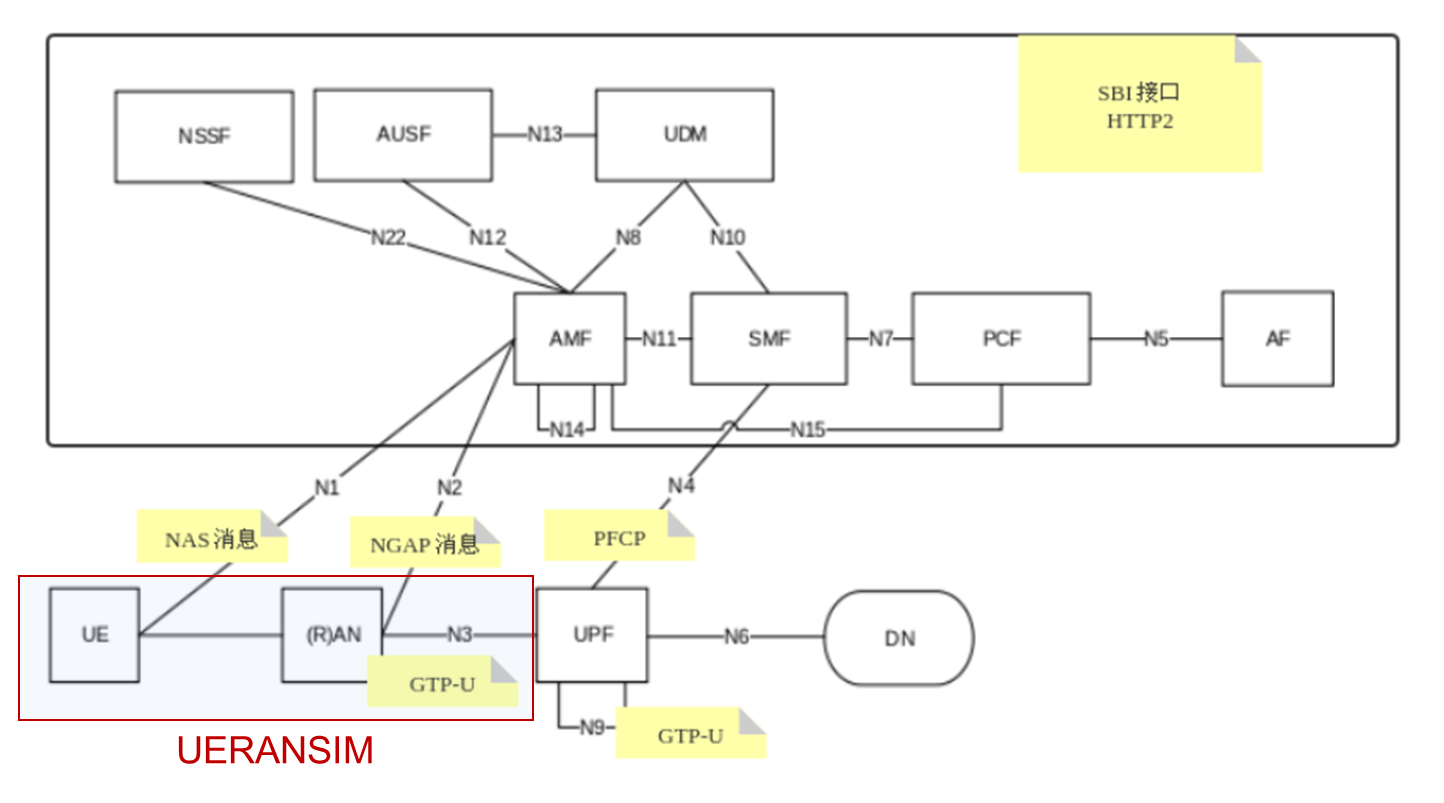 SBI 接口
HTTP2
NSSF
AUSF
N13
UDM
N22
N12
N8
N10
AMF
N11
SMF
N7
PCF
N5
AF
N14
N15
N1
N2
N4
NAS 消息
NGAP 消息
PFCP
UE
(R)AN
N3
UPF
N6
DN
GTP-U
N9
GTP-U
UERANSIM